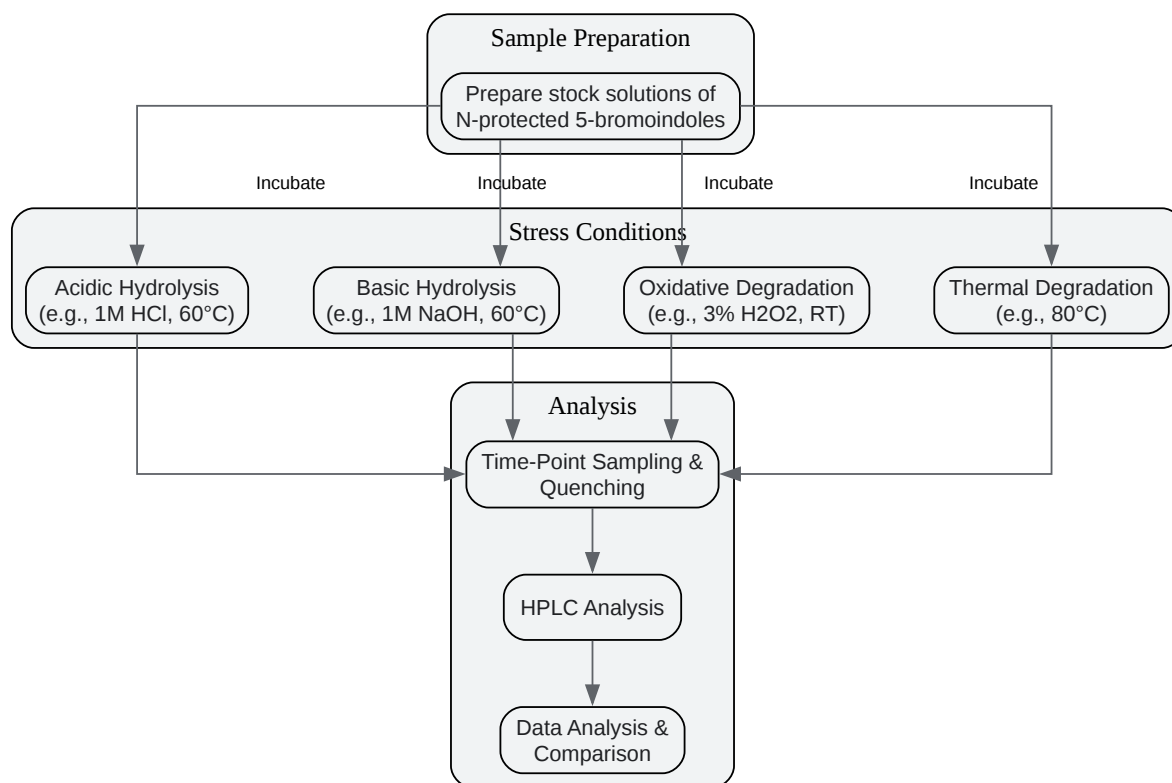 Sample Preparation
Prepare stock solutions of
N-protected 5-bromoindoles
Incubate
Incubate
Incubate
Incubate
Stress Conditions
Acidic Hydrolysis
(e.g., 1M HCl, 60°C)
Basic Hydrolysis
(e.g., 1M NaOH, 60°C)
Oxidative Degradation
(e.g., 3% H2O2, RT)
Thermal Degradation
(e.g., 80°C)
Analysis
Time-Point Sampling &
Quenching
HPLC Analysis
Data Analysis &
Comparison